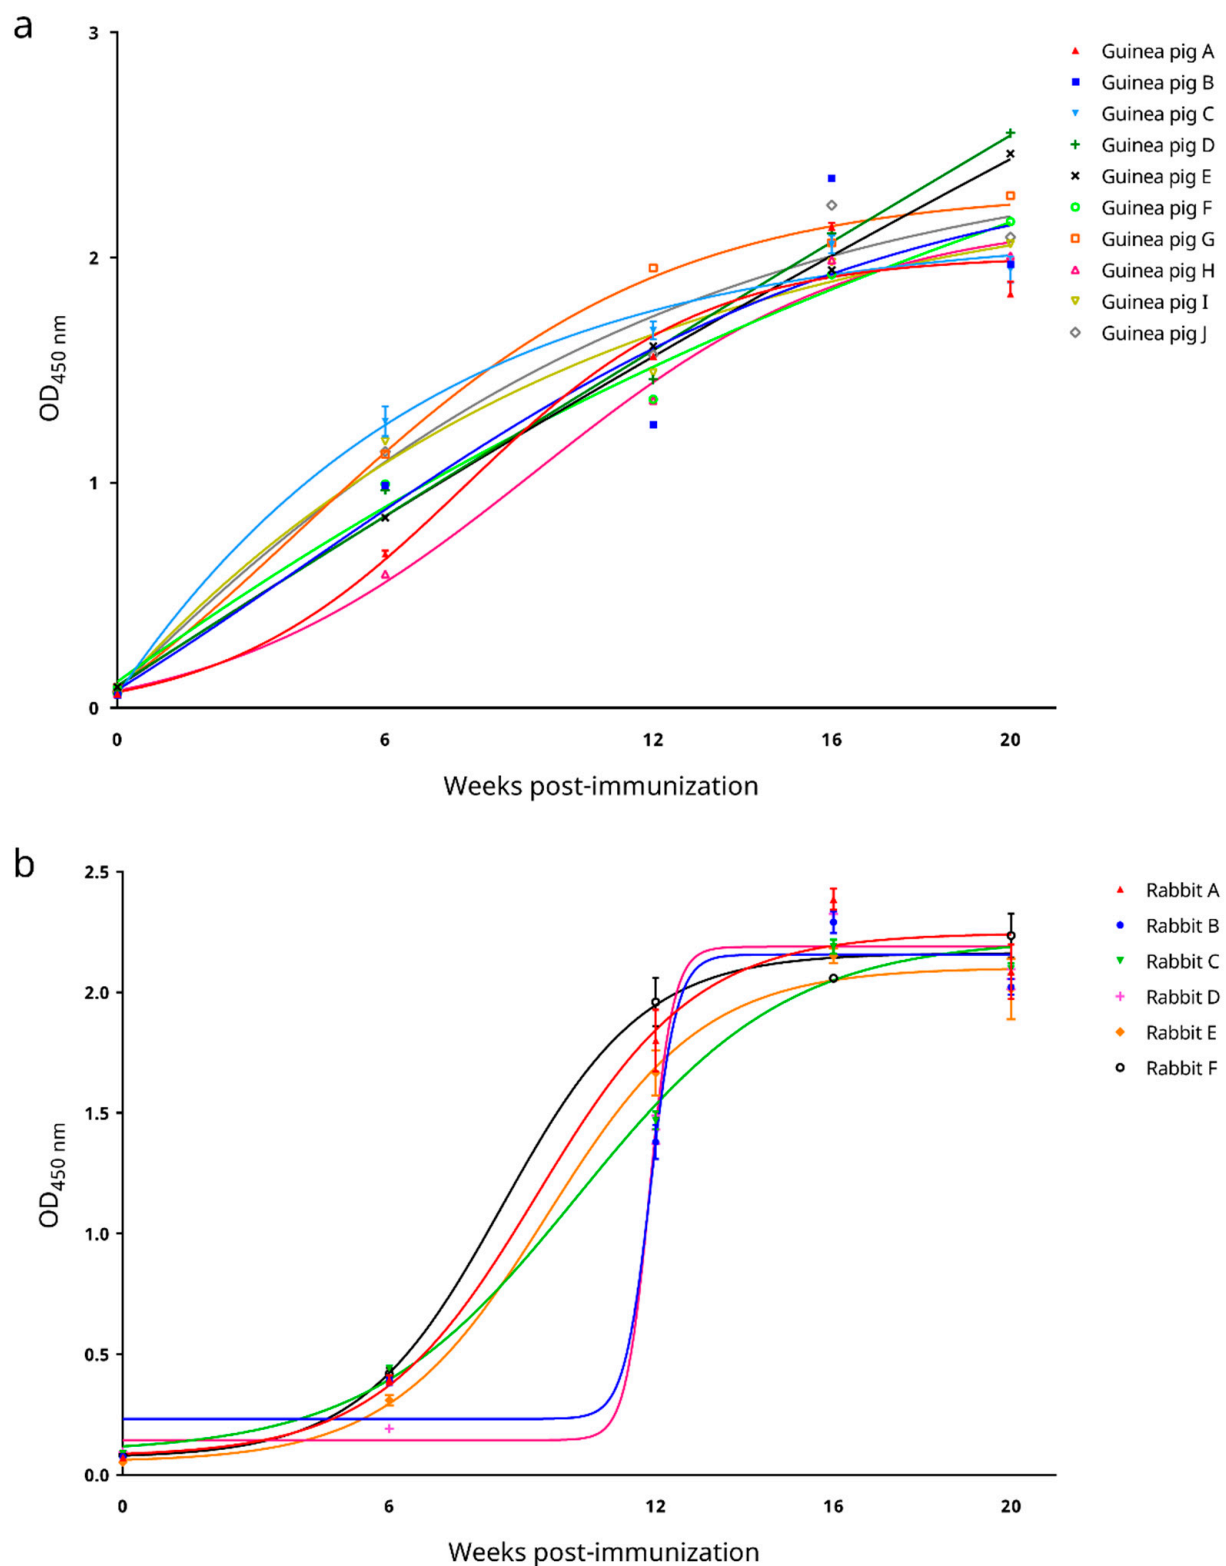 a
3
2
1
0
OD450 nm
0 6 12 16 20
Weeks post-immunization
Guinea pig A
Guinea pig B
Guinea pig C
Guinea pig D
Guinea pig E
Guinea pig F
Guinea pig G
Guinea pig H
Guinea pig I
Guinea pig J
b
2.5
2.0
1.5
1.0
0.5
0.0
OD450 nm
0 6 12 16 20
Weeks post-immunization
Rabbit A
Rabbit B
Rabbit C
Rabbit D
Rabbit E
Rabbit F